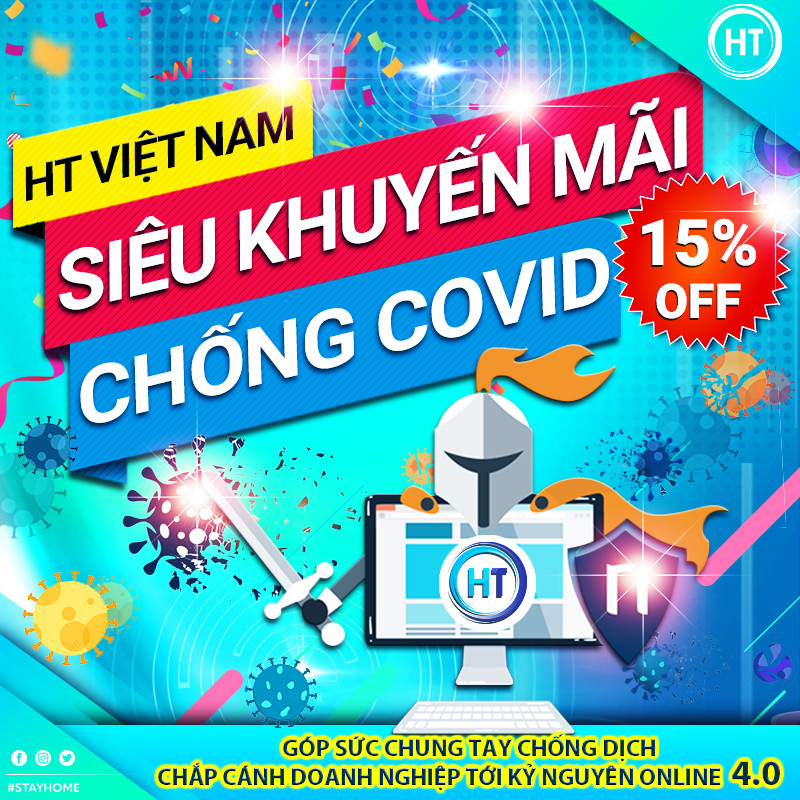 HT
HT VIỆT NAM
SIÊU KHUYẾN MÃI
15%
OFF
CHỐNG COVID
HT
GÓP SỨC CHUNG TAY CHỐNG DỊCH
CHẮP CÁNH DOANH NGHIỆP TỚI KỶ NGUYÊN ONLINE 4.0
#STAYHOME